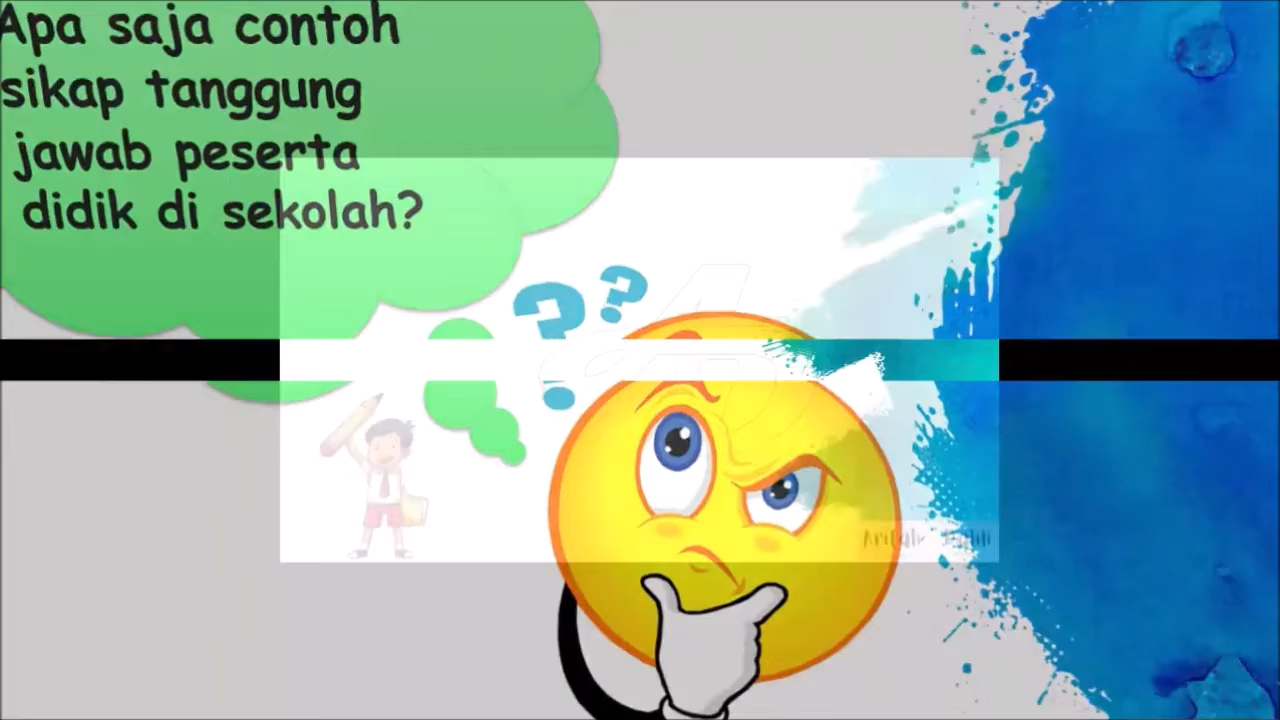 Apa saja contoh
sikap tanggung
jawab peserta
didik di sekolah?
? ?
?